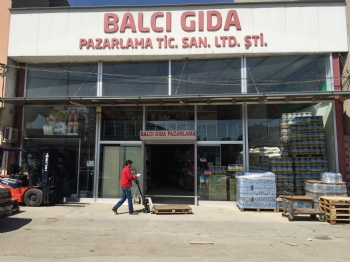 BALCI GIDA
PAZARLAMA TİC. SAN. LTD. ŞTİ.
BALCI GIDA PAZARLAMA